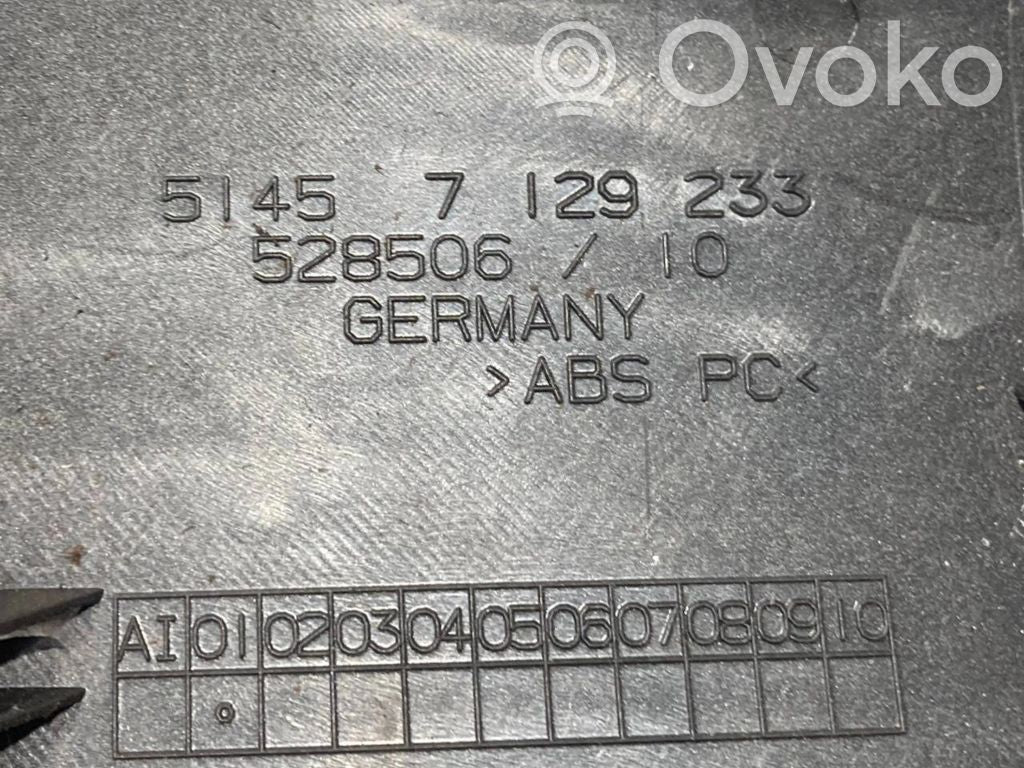 Ovoko
5145 7 129 233
528506 / 10
GERMANY
>ABS PC<
AI 01 02 03 04 05 06 07 08 09 10